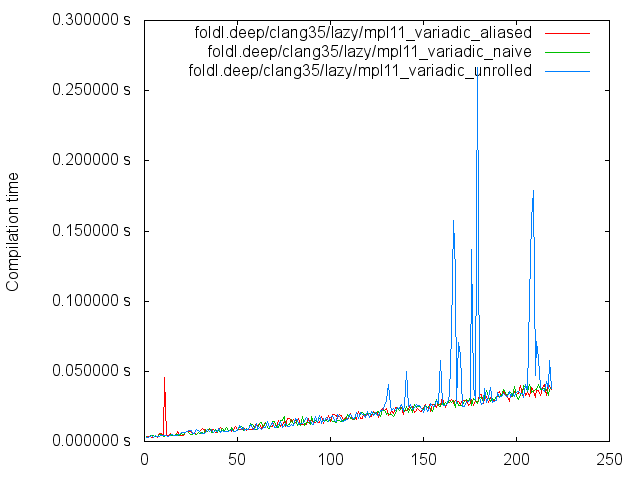 0.300000 s
foldl.deep/clang35/lazy/mpl11_variadic_aliased
foldl.deep/clang35/lazy/mpl11_variadic_naive
foldl.deep/clang35/lazy/mpl11_variadic_unrolled
0.250000 s
0.200000 s
0.150000 s
0.100000 s
0.050000 s
0.000000 s
Compilation time
0
50
100
150
200
250